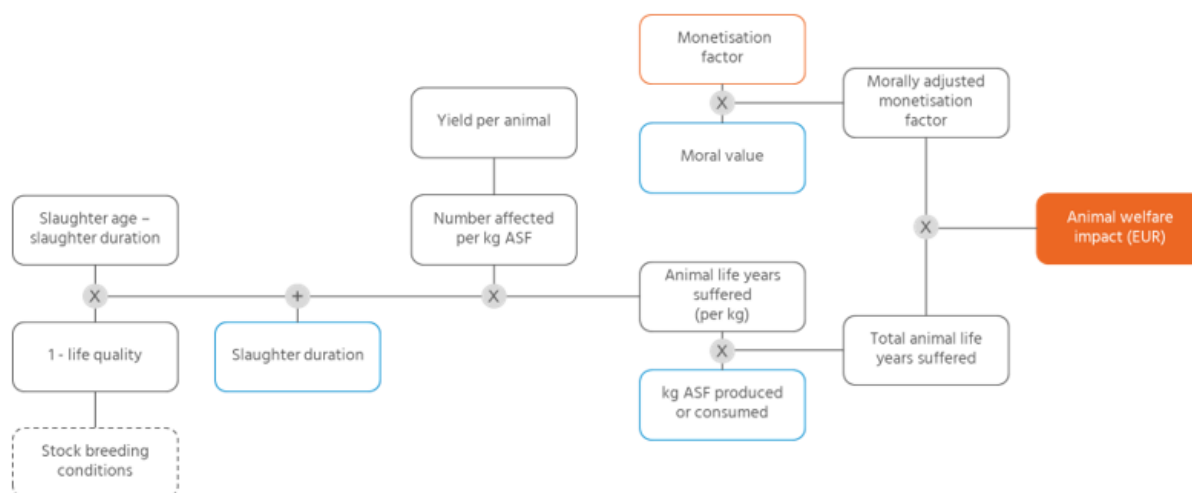 Monetisation
factor
X
Moral value
Morally adjusted
monetisation
factor
Yield per animal
Number affected
per kg ASF
Slaughter age –
slaughter duration
X
1 - life quality
Stock breeding
conditions
+
Slaughter duration
X
Animal life years
suffered
(per kg)
X
kg ASF produced
or consumed
Total animal life
years suffered
X
Animal welfare
impact (EUR)